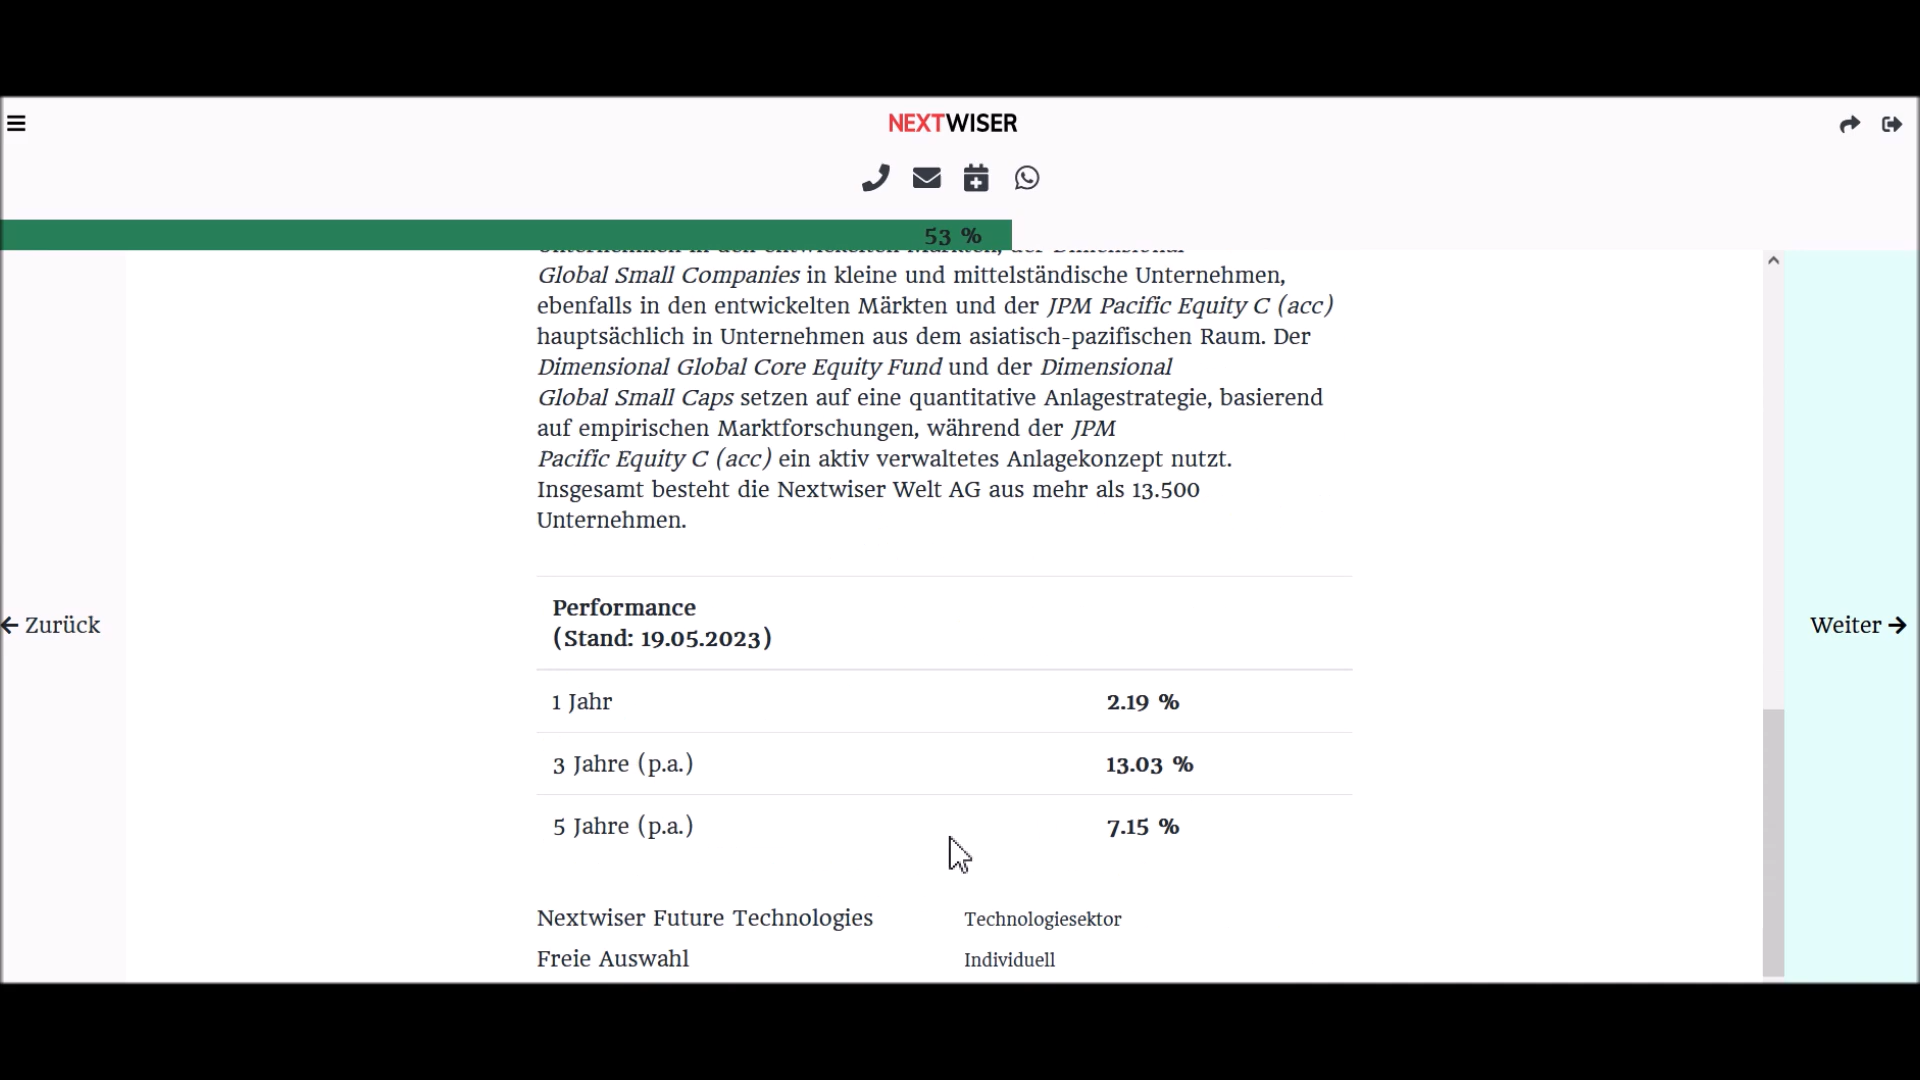 NEXTWISER
53 %
Global Small Companies in kleine und mittelständische Unternehmen,
ebenfalls in den entwickelten Märkten und der JPM Pacific Equity C (acc)
hauptsächlich in Unternehmen aus dem asiatisch-pazifischen Raum. Der
Dimensional Global Core Equity Fund und der Dimensional
Global Small Caps setzen auf eine quantitative Anlagestrategie, basierend
auf empirischen Marktforschungen, während der JPM
Pacific Equity C (acc) ein aktiv verwaltetes Anlagekonzept nutzt.
Insgesamt besteht die Nextwiser Welt AG aus mehr als 13.500
Unternehmen.
Performance
(Stand: 19.05.2023)
← Zurück
Weiter →
1 Jahr 2.19 %
3 Jahre (p.a.) 13.03 %
5 Jahre (p.a.) 7.15 %
Nextwiser Future Technologies Technologiesektor
Freie Auswahl Individuell